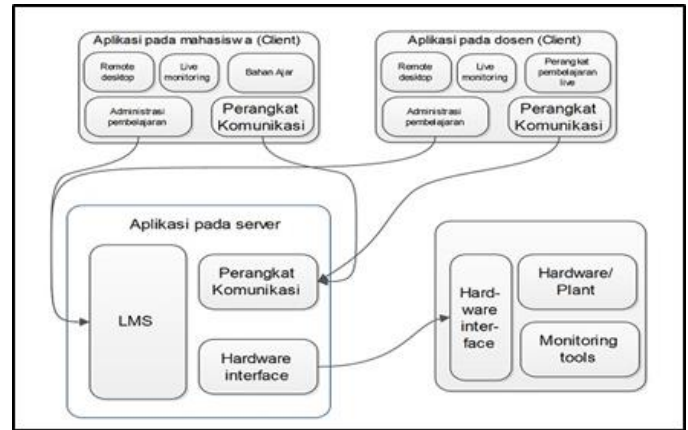 Aplikasi pada mahasiswa (Client)
Remote
desktop
Live
monitoring
Bahan Ajar
Administrasi
pembelajaran
Perangkat
Komunikasi
Aplikasi pada dosen (Client)
Remote
desktop
Live
monitoring
Perangkat
pembelajaran
live
Administrasi
pembelajaran
Perangkat
Komunikasi
Aplikasi pada server
LMS
Perangkat
Komunikasi
Hardware
interface
Hard-
ware
inter-
face
Hardware/
Plant
Monitoring
tools